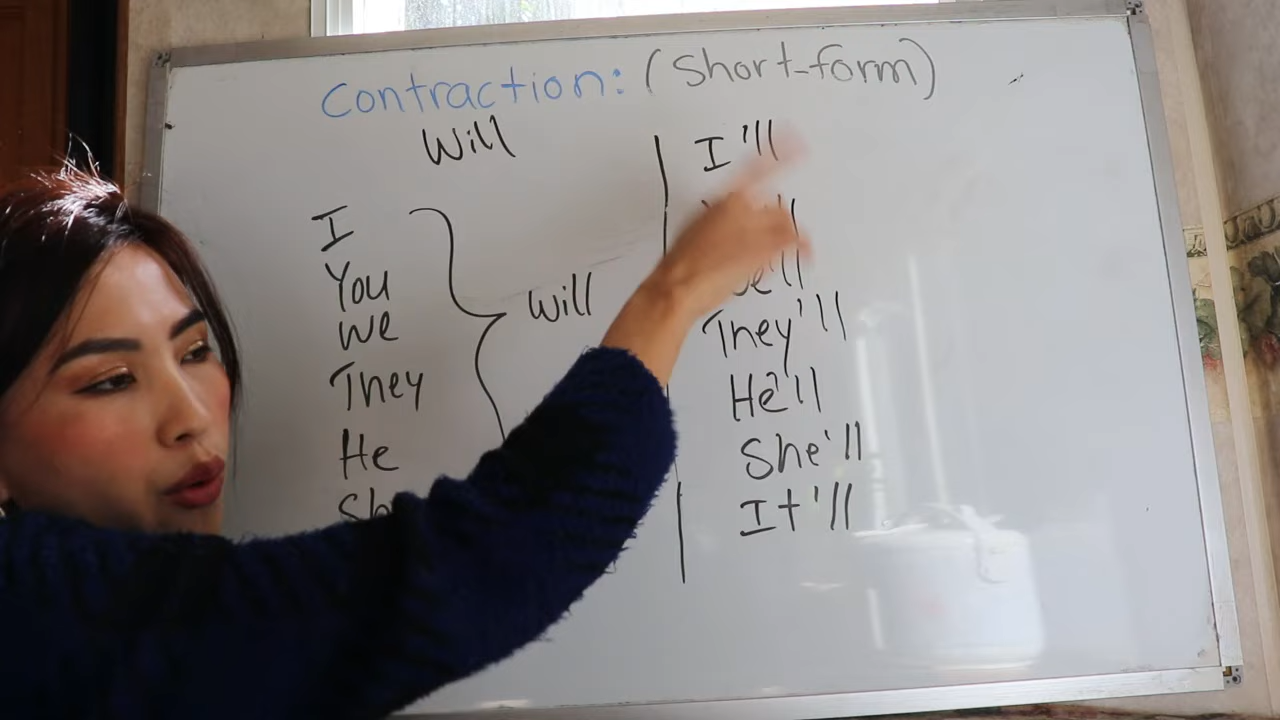 Contraction: (Short-form)
Will
I
You
We
They
He
Will
I'll
They'll
He'll
She'll
It'll